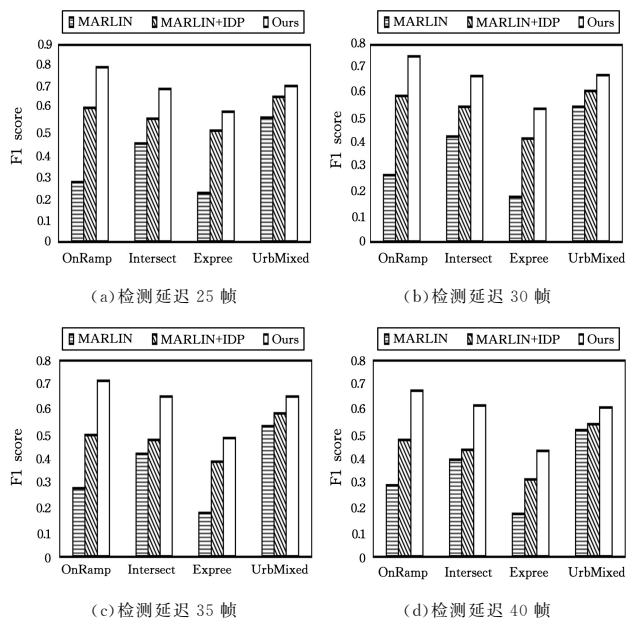 MARLIN MARLIN+IDP Ours
MARLIN MARLIN+IDP Ours
F1 score
0.9
0.8
0.7
0.6
0.5
0.4
0.3
0.2
0.1
0
OnRamp Intersect Expree UrbMixed
(a)检测延迟 25 帧
F1 score
0.8
0.7
0.6
0.5
0.4
0.3
0.2
0.1
0
OnRamp Intersect Expree UrbMixed
(b)检测延迟 30 帧
MARLIN MARLIN+IDP Ours
MARLIN MARLIN+IDP Ours
F1 score
0.8
0.7
0.6
0.5
0.4
0.3
0.2
0.1
0
OnRamp Intersect Expree UrbMixed
(c)检测延迟 35 帧
F1 score
0.8
0.7
0.6
0.5
0.4
0.3
0.2
0.1
0
OnRamp Intersect Expree UrbMixed
(d)检测延迟 40 帧